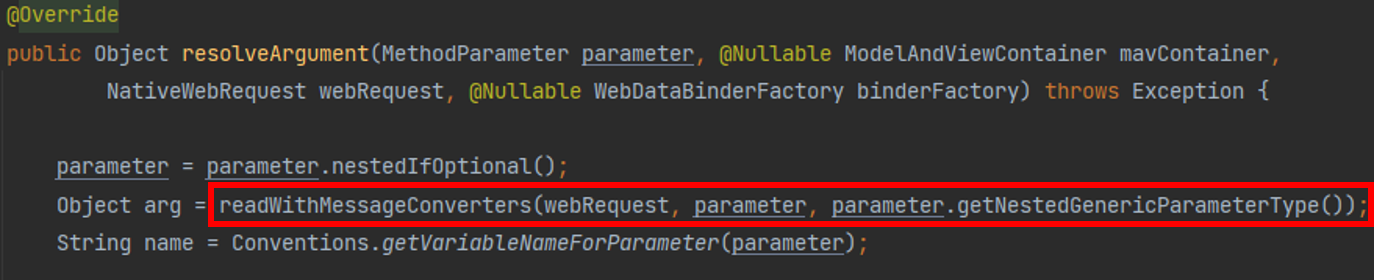 @Override
public Object resolveArgument(MethodParameter parameter, @Nullable ModelAndViewContainer mavContainer,
NativeWebRequest webRequest, @Nullable WebDataBinderFactory binderFactory) throws Exception {
parameter = parameter.nestedIfOptional();
Object arg = readWithMessageConverters(webRequest, parameter, parameter.getNestedGenericParameterType());
String name = Conventions.getVariableNameForParameter(parameter);